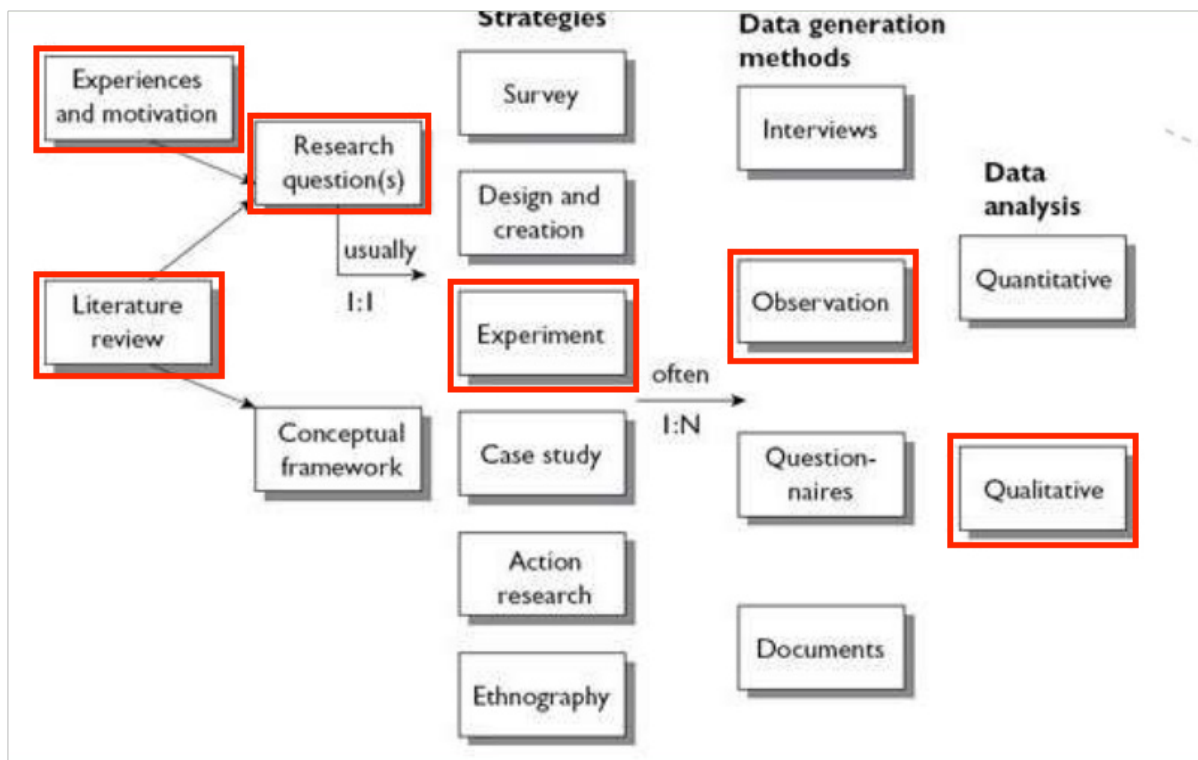 Strategies
Data generation
methods
Experiences
and motivation
Survey
Interviews
Research
question(s)
Data
analysis
Design and
creation
usually
1:1
Quantitative
Literature
review
Experiment
Observation
often
1:N
Conceptual
framework
Case study
Question-
naires
Qualitative
Action
research
Documents
Ethnography